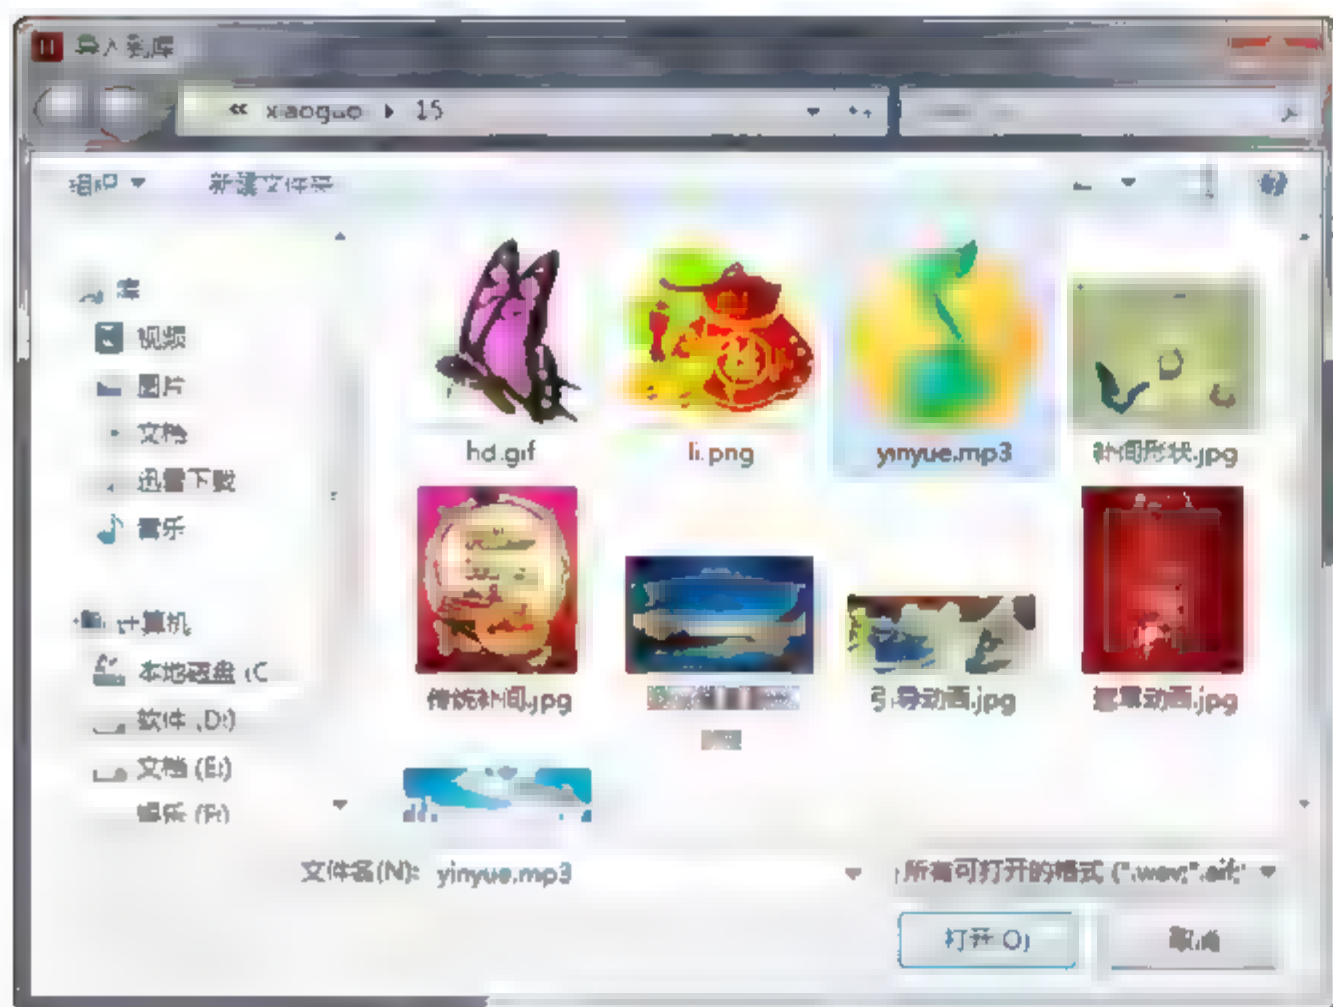 导入到库
« xiaoguo ▸ 15
组织 新建文件夹
视频
图片
文档
迅雷下载
音乐
计算机
本地磁盘 (C
软件 (D:)
文档 (E:)
音乐 (F:)
hd.gif li.png yinyue.mp3 补间形状.jpg
传统补间.jpg 引导动画.jpg 遮罩动画.jpg
文件名(N): yinyue.mp3 所有可打开的格式 (*.wav;*.aif;*
打开(O) 取消